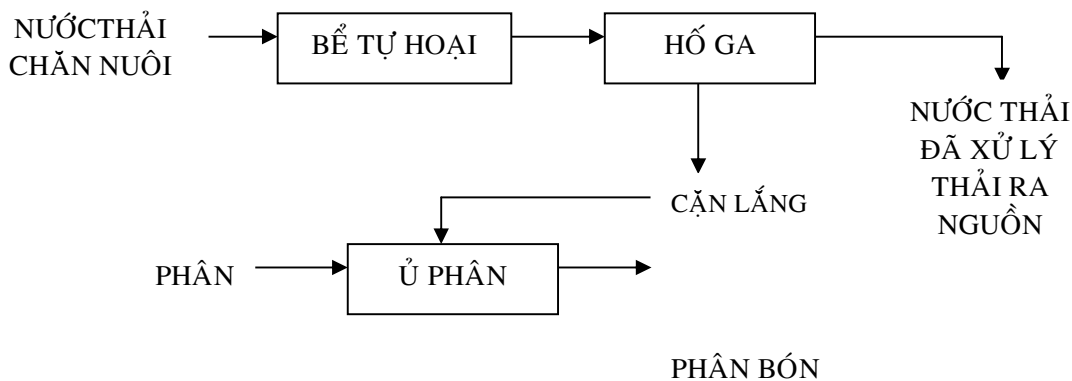 NƯỚCTHẢI
CHĂN NUÔI
BỂ TỰ HOẠI
HỐ GA
NƯỚC THẢI
ĐÃ XỬ LÝ
THẢI RA
NGUỒN
CẶN LẮNG
PHÂN
Ủ PHÂN
PHÂN BÓN